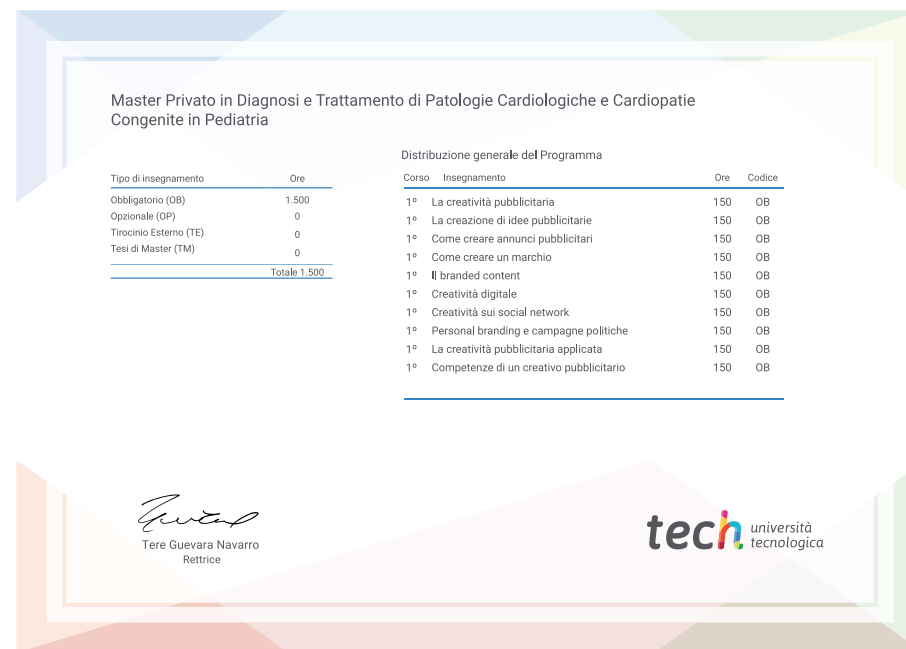 Master Privato in Diagnosi e Trattamento di Patologie Cardiologiche e Cardiopatie
Congenite in Pediatria
Tipo di insegnamento Ore
Obbligatorio (OB) 1.500
Opzionale (OP) 0
Tirocinio Esterno (TE) 0
Tesi di Master (TM) 0
Totale 1.500
Distribuzione generale del Programma
Corso Insegnamento Ore Codice
1º La creatività pubblicitaria 150 OB
1º La creazione di idee pubblicitarie 150 OB
1º Come creare annunci pubblicitari 150 OB
1º Come creare un marchio 150 OB
1º Il branded content 150 OB
1º Creatività digitale 150 OB
1º Creatività sui social network 150 OB
1º Personal branding e campagne politiche 150 OB
1º La creatività pubblicitaria applicata 150 OB
1º Competenze di un creativo pubblicitario 150 OB
Tere Guevara Navarro
Rettrice
tech università
tecnologica